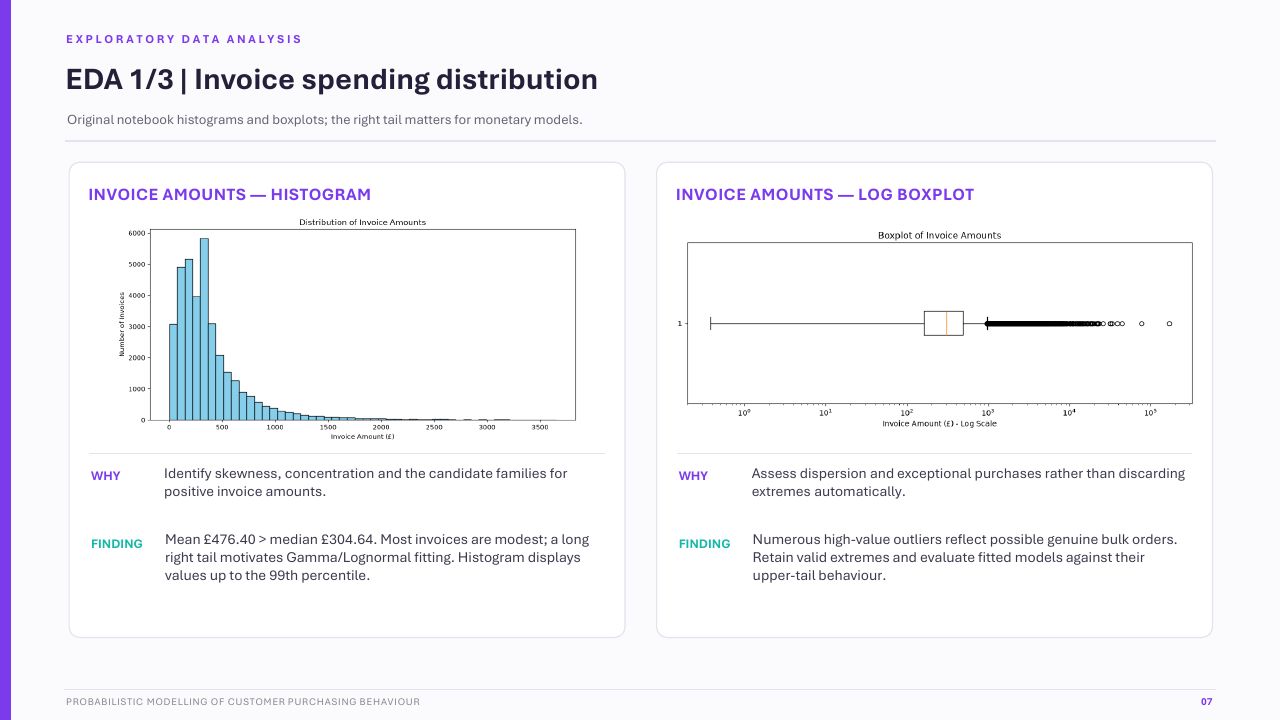 EXPLORATORY DATA ANALYSIS
EDA 1/3 | Invoice spending distribution
Original notebook histograms and boxplots; the right tail matters for monetary models.
INVOICE AMOUNTS — HISTOGRAM
Distribution of Invoice Amounts
Number of Invoices
6000
5000
4000
3000
2000
1000
0
0 500 1000 1500 2000 2500 3000 3500
Invoice Amount (£)
WHY
Identify skewness, concentration and the candidate families for
positive invoice amounts.
FINDING
Mean £476.40 > median £304.64. Most invoices are modest; a long
right tail motivates Gamma/Lognormal fitting. Histogram displays
values up to the 99th percentile.
INVOICE AMOUNTS — LOG BOXPLOT
Boxplot of Invoice Amounts
1
10⁰ 10¹ 10² 10³ 10⁴ 10⁵
Invoice Amount (£) - Log Scale
WHY
Assess dispersion and exceptional purchases rather than discarding
extremes automatically.
FINDING
Numerous high-value outliers reflect possible genuine bulk orders.
Retain valid extremes and evaluate fitted models against their
upper-tail behaviour.
PROBABILISTIC MODELLING OF CUSTOMER PURCHASING BEHAVIOUR
07